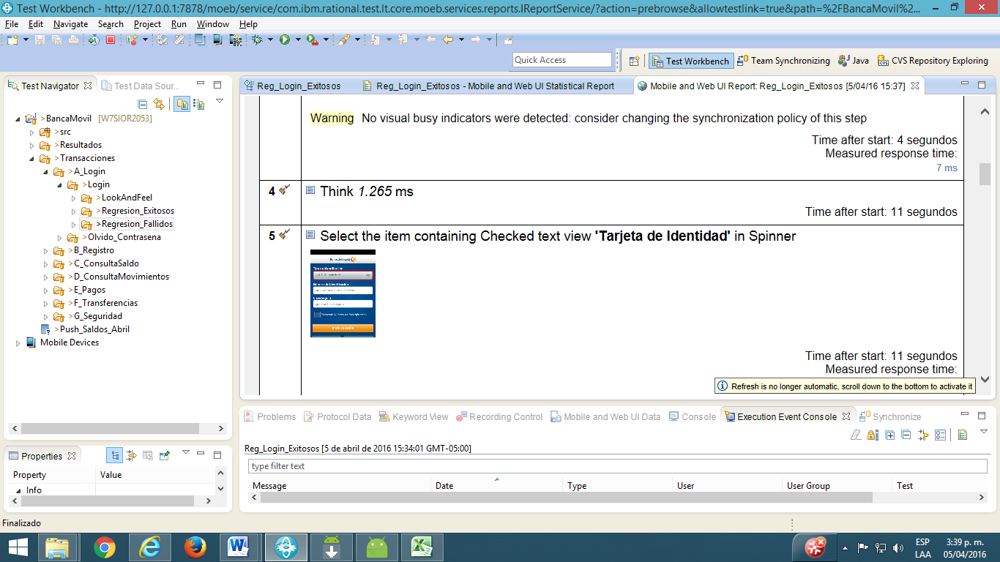 Test Workbench - http://127.0.0.1:7878/moeb/service/com.ibm.rational.test.lt.core.moeb.services.reports.IReportService/?action=prebrowse&allowtestlink=true&path=%2FBancaMovil%2...
File Edit Navigate Search Project Run Window Help
Quick Access
Test Workbench Team Synchronizing Java CVS Repository Exploring
Test Navigator Test Data Sour...
>BancaMovil [W7SIOR2053]
>src
>Resultados
>Transacciones
>A_Login
>Login
>LookAndFeel
>Regresion_Exitosos
>Regresion_Fallidos
>Olvido_Contrasena
>B_Registro
>C_ConsultaSaldo
>D_ConsultaMovimientos
>E_Pagos
>F_Transferencias
>G_Seguridad
>Push_Saldos_Abril
Mobile Devices
Reg_Login_Exitosos Reg_Login_Exitosos - Mobile and Web UI Statistical Report Mobile and Web UI Report: Reg_Login_Exitosos [5/04/16 15:37]
Warning No visual busy indicators were detected: consider changing the synchronization policy of this step
Time after start: 4 segundos
Measured response time:
7 ms
4 Think 1.265 ms
Time after start: 11 segundos
5 Select the item containing Checked text view 'Tarjeta de Identidad' in Spinner
Banco de Bogotá
Tipo de Identificación
Número de Identificación
Clave Segura
Time after start: 11 segundos
Measured response time:
Refresh is no longer automatic, scroll down to the bottom to activate it
Properties
Property Value
Info
Problems Protocol Data Keyword View Recording Control Mobile and Web UI Data Console Execution Event Console Synchronize
Reg_Login_Exitosos [5 de abril de 2016 15:34:01 GMT-05:00]
type filter text
Message Date Type User User Group Test
Finalizado
ESP
LAA
3:39 p. m.
05/04/2016